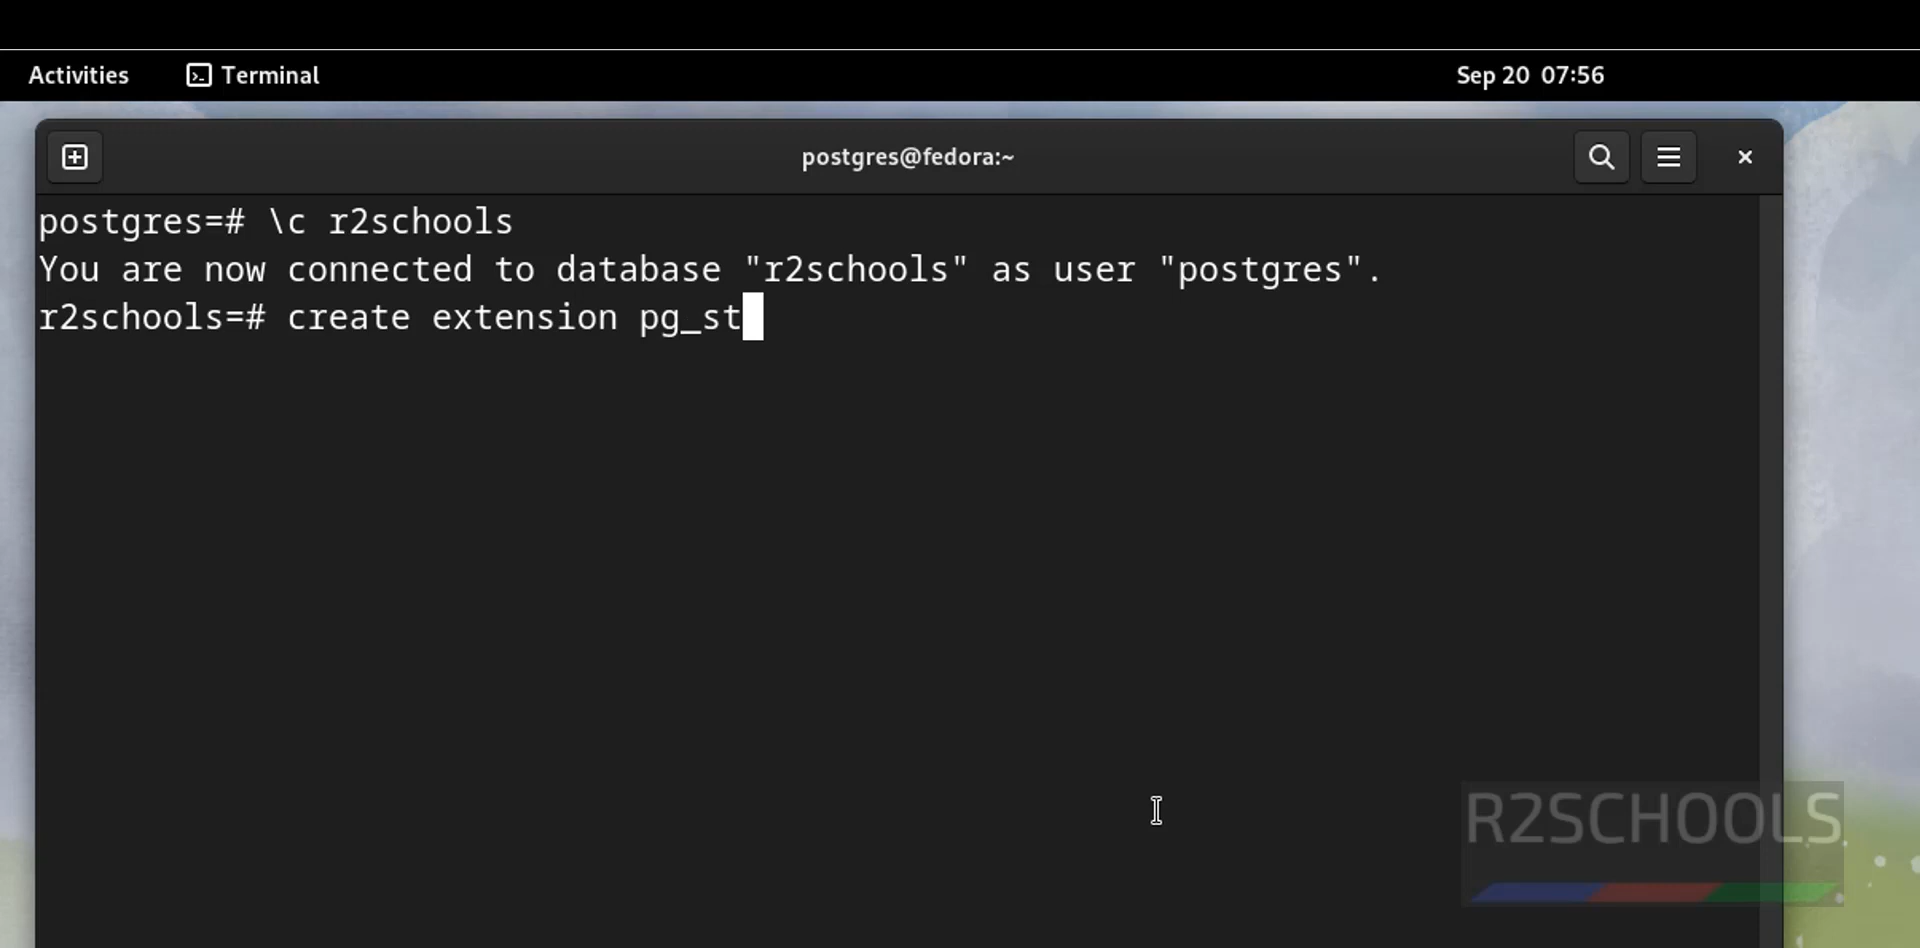 Activities Terminal Sep 20 07:56
postgres@fedora:~
postgres=# \c r2schools
You are now connected to database "r2schools" as user "postgres".
r2schools=# create extension pg_st
R2SCHOOLS